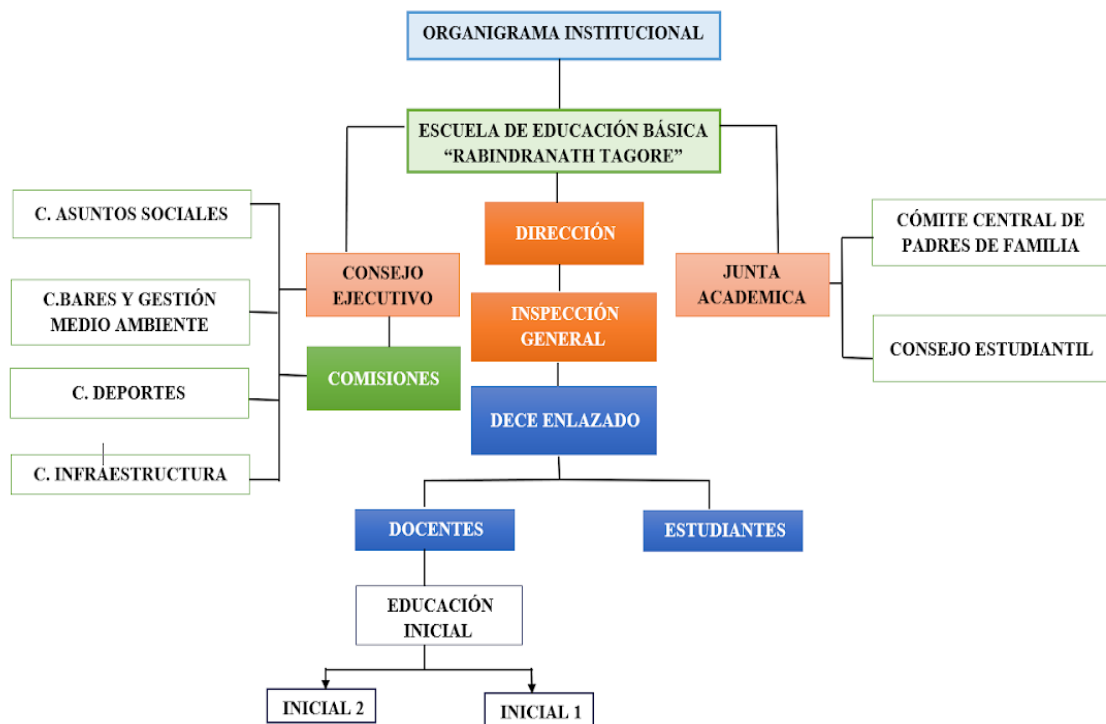 ORGANIGRAMA INSTITUCIONAL
ESCUELA DE EDUCACIÓN BÁSICA
“RABINDRANATH TAGORE”
C. ASUNTOS SOCIALES
C.BARES Y GESTIÓN
MEDIO AMBIENTE
C. DEPORTES
C. INFRAESTRUCTURA
CONSEJO
EJECUTIVO
COMISIONES
DIRECCIÓN
INSPECCIÓN
GENERAL
DECE ENLAZADO
JUNTA
ACADEMICA
CÓMITE CENTRAL DE
PADRES DE FAMILIA
CONSEJO ESTUDIANTIL
DOCENTES
ESTUDIANTES
EDUCACIÓN
INICIAL
INICIAL 2
INICIAL 1